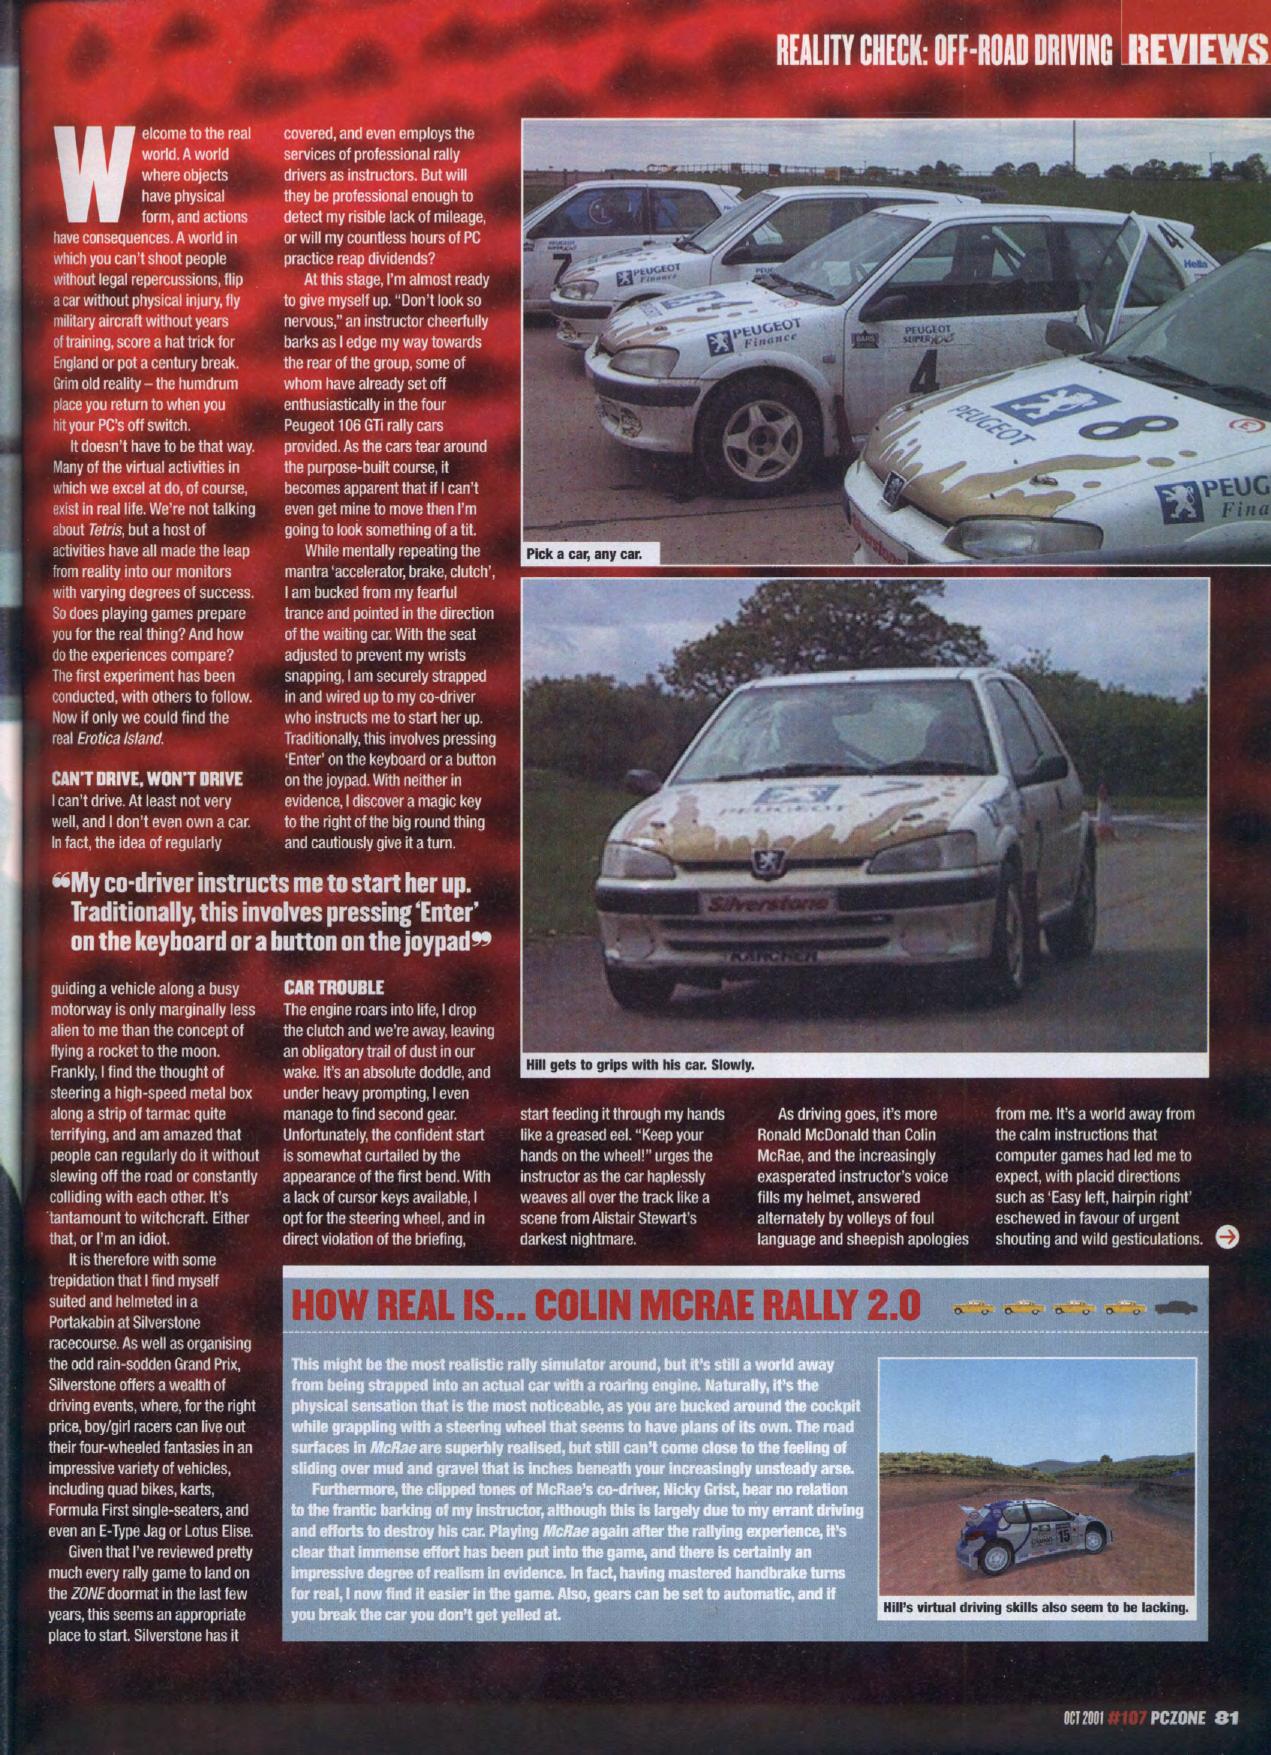 REALITY CHECK: OFF-ROAD DRIVING REVIEWS
Welcome to the real
world. A world
where objects
have physical
form, and actions
have consequences. A world in
which you can't shoot people
without legal repercussions, flip
a car without physical injury, fly
military aircraft without years
of training, score a hat trick for
England or pot a century break.
Grim old reality – the humdrum
place you return to when you
hit your PC's off switch.
It doesn't have to be that way.
Many of the virtual activities in
which we excel at do, of course,
exist in real life. We're not talking
about Tetris, but a host of
activities have all made the leap
from reality into our monitors
with varying degrees of success.
So does playing games prepare
you for the real thing? And how
do the experiences compare?
The first experiment has been
conducted, with others to follow.
Now if only we could find the
real Erotica Island.
CAN'T DRIVE, WON'T DRIVE
I can't drive. At least not very
well, and I don't even own a car.
In fact, the idea of regularly
“My co-driver instructs me to start her up.
Traditionally, this involves pressing ‘Enter’
on the keyboard or a button on the joypad”
guiding a vehicle along a busy
motorway is only marginally less
alien to me than the concept of
flying a rocket to the moon.
Frankly, I find the thought of
steering a high-speed metal box
along a strip of tarmac quite
terrifying, and am amazed that
people can regularly do it without
slewing off the road or constantly
colliding with each other. It's
tantamount to witchcraft. Either
that, or I'm an idiot.
It is therefore with some
trepidation that I find myself
suited and helmeted in a
Portakabin at Silverstone
racecourse. As well as organising
the odd rain-sodden Grand Prix,
Silverstone offers a wealth of
driving events, where, for the right
price, boy/girl racers can live out
their four-wheeled fantasies in an
impressive variety of vehicles,
including quad bikes, karts,
Formula First single-seaters, and
even an E-Type Jag or Lotus Elise.
Given that I've reviewed pretty
much every rally game to land on
the ZONE doormat in the last few
years, this seems an appropriate
place to start. Silverstone has it
covered, and even employs the
services of professional rally
drivers as instructors. But will
they be professional enough to
detect my risible lack of mileage,
or will my countless hours of PC
practice reap dividends?
At this stage, I'm almost ready
to give myself up. “Don't look so
nervous,” an instructor cheerfully
barks as I edge my way towards
the rear of the group, some of
whom have already set off
enthusiastically in the four
Peugeot 106 GTi rally cars
provided. As the cars tear around
the purpose-built course, it
becomes apparent that if I can't
even get mine to move then I'm
going to look something of a tit.
While mentally repeating the
mantra ‘accelerator, brake, clutch’,
I am bucked from my fearful
trance and pointed in the direction
of the waiting car. With the seat
adjusted to prevent my wrists
snapping, I am securely strapped
in and wired up to my co-driver
who instructs me to start her up.
Traditionally, this involves pressing
‘Enter’ on the keyboard or a button
on the joypad. With neither in
evidence, I discover a magic key
to the right of the big round thing
and cautiously give it a turn.
CAR TROUBLE
The engine roars into life, I drop
the clutch and we're away, leaving
an obligatory trail of dust in our
wake. It's an absolute doddle, and
under heavy prompting, I even
manage to find second gear.
Unfortunately, the confident start
is somewhat curtailed by the
appearance of the first bend. With
a lack of cursor keys available, I
opt for the steering wheel, and in
direct violation of the briefing,
7
PEUGEOT
Finance
PEUGEOT
Finance
PEUGEOT
4
4
Hella
PEUGEOT
8
PEUG
Fina
Pick a car, any car.
PEUGEOT
Silverstone
KARCHER
Hill gets to grips with his car. Slowly.
start feeding it through my hands
like a greased eel. “Keep your
hands on the wheel!” urges the
instructor as the car haplessly
weaves all over the track like a
scene from Alistair Stewart's
darkest nightmare.
As driving goes, it's more
Ronald McDonald than Colin
McRae, and the increasingly
exasperated instructor's voice
fills my helmet, answered
alternately by volleys of foul
language and sheepish apologies
from me. It's a world away from
the calm instructions that
computer games had led me to
expect, with placid directions
such as ‘Easy left, hairpin right’
eschewed in favour of urgent
shouting and wild gesticulations.
HOW REAL IS... COLIN MCRAE RALLY 2.0
This might be the most realistic rally simulator around, but it's still a world away
from being strapped into an actual car with a roaring engine. Naturally, it's the
physical sensation that is the most noticeable, as you are bucked around the cockpit
while grappling with a steering wheel that seems to have plans of its own. The road
surfaces in McRae are superbly realised, but still can't come close to the feeling of
sliding over mud and gravel that is inches beneath your increasingly unsteady arse.
Furthermore, the clipped tones of McRae's co-driver, Nicky Grist, bear no relation
to the frantic barking of my instructor, although this is largely due to my errant driving
and efforts to destroy his car. Playing McRae again after the rallying experience, it's
clear that immense effort has been put into the game, and there is certainly an
impressive degree of realism in evidence. In fact, having mastered handbrake turns
for real, I now find it easier in the game. Also, gears can be set to automatic, and if
you break the car you don't get yelled at.
15
Hill's virtual driving skills also seem to be lacking.
OCT 2001 #107 PCZONE 81